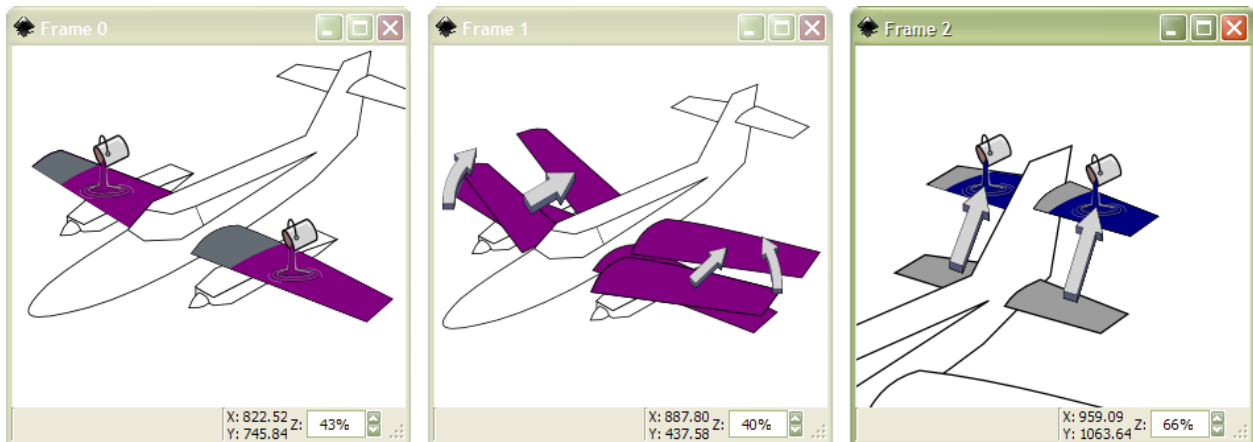 Frame 0
X: 822.52
Y: 745.84
Z: 43%
Frame 1
X: 887.80
Y: 437.58
Z: 40%
Frame 2
X: 959.09
Y: 1063.64
Z: 66%